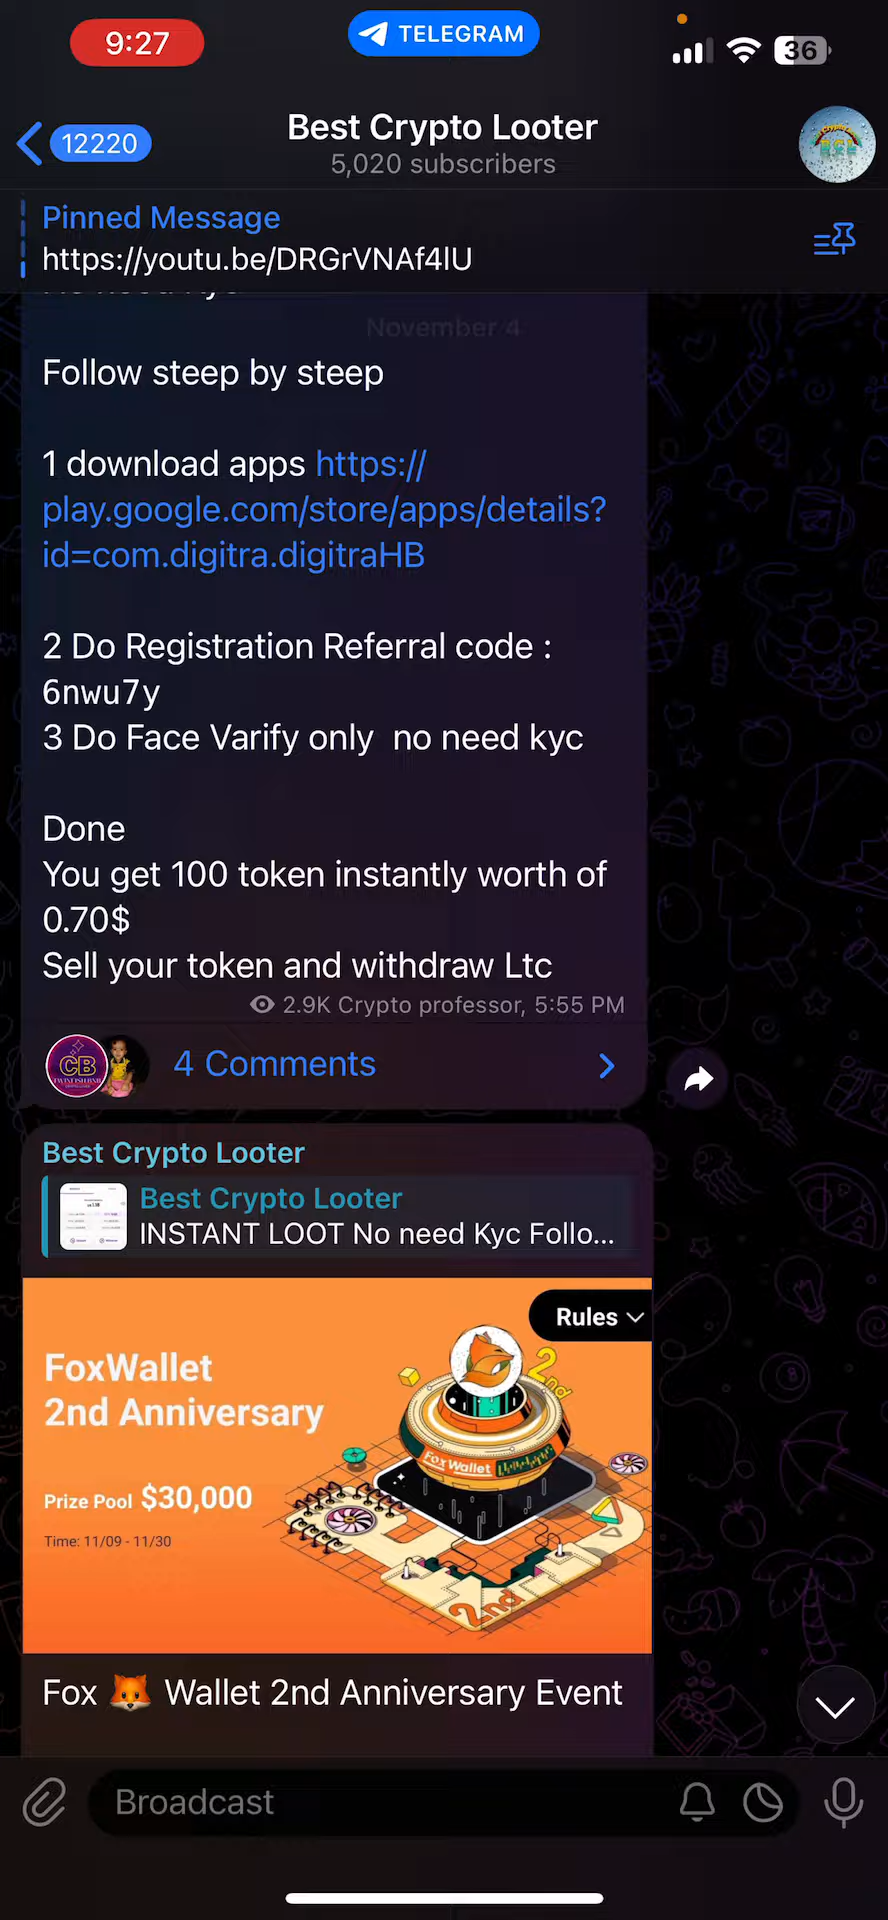 9:27
TELEGRAM
36
12220
Best Crypto Looter
5,020 subscribers
Pinned Message
https://youtu.be/DRGrVNAf4lU
November 4
Follow steep by steep
1 download apps https://
play.google.com/store/apps/details?
id=com.digitra.digitraHB
2 Do Registration Referral code :
6nwu7y
3 Do Face Varify only  no need kyc
Done
You get 100 token instantly worth of
0.70$
Sell your token and withdraw Ltc
2.9K Crypto professor, 5:55 PM
CB
4 Comments
Best Crypto Looter
Best Crypto Looter
INSTANT LOOT No need Kyc Follo...
Rules
FoxWallet
2nd Anniversary
2nd
FoxWallet
Prize Pool $30,000
Time: 11/09 - 11/30
2nd
Fox 🦊 Wallet 2nd Anniversary Event
Broadcast